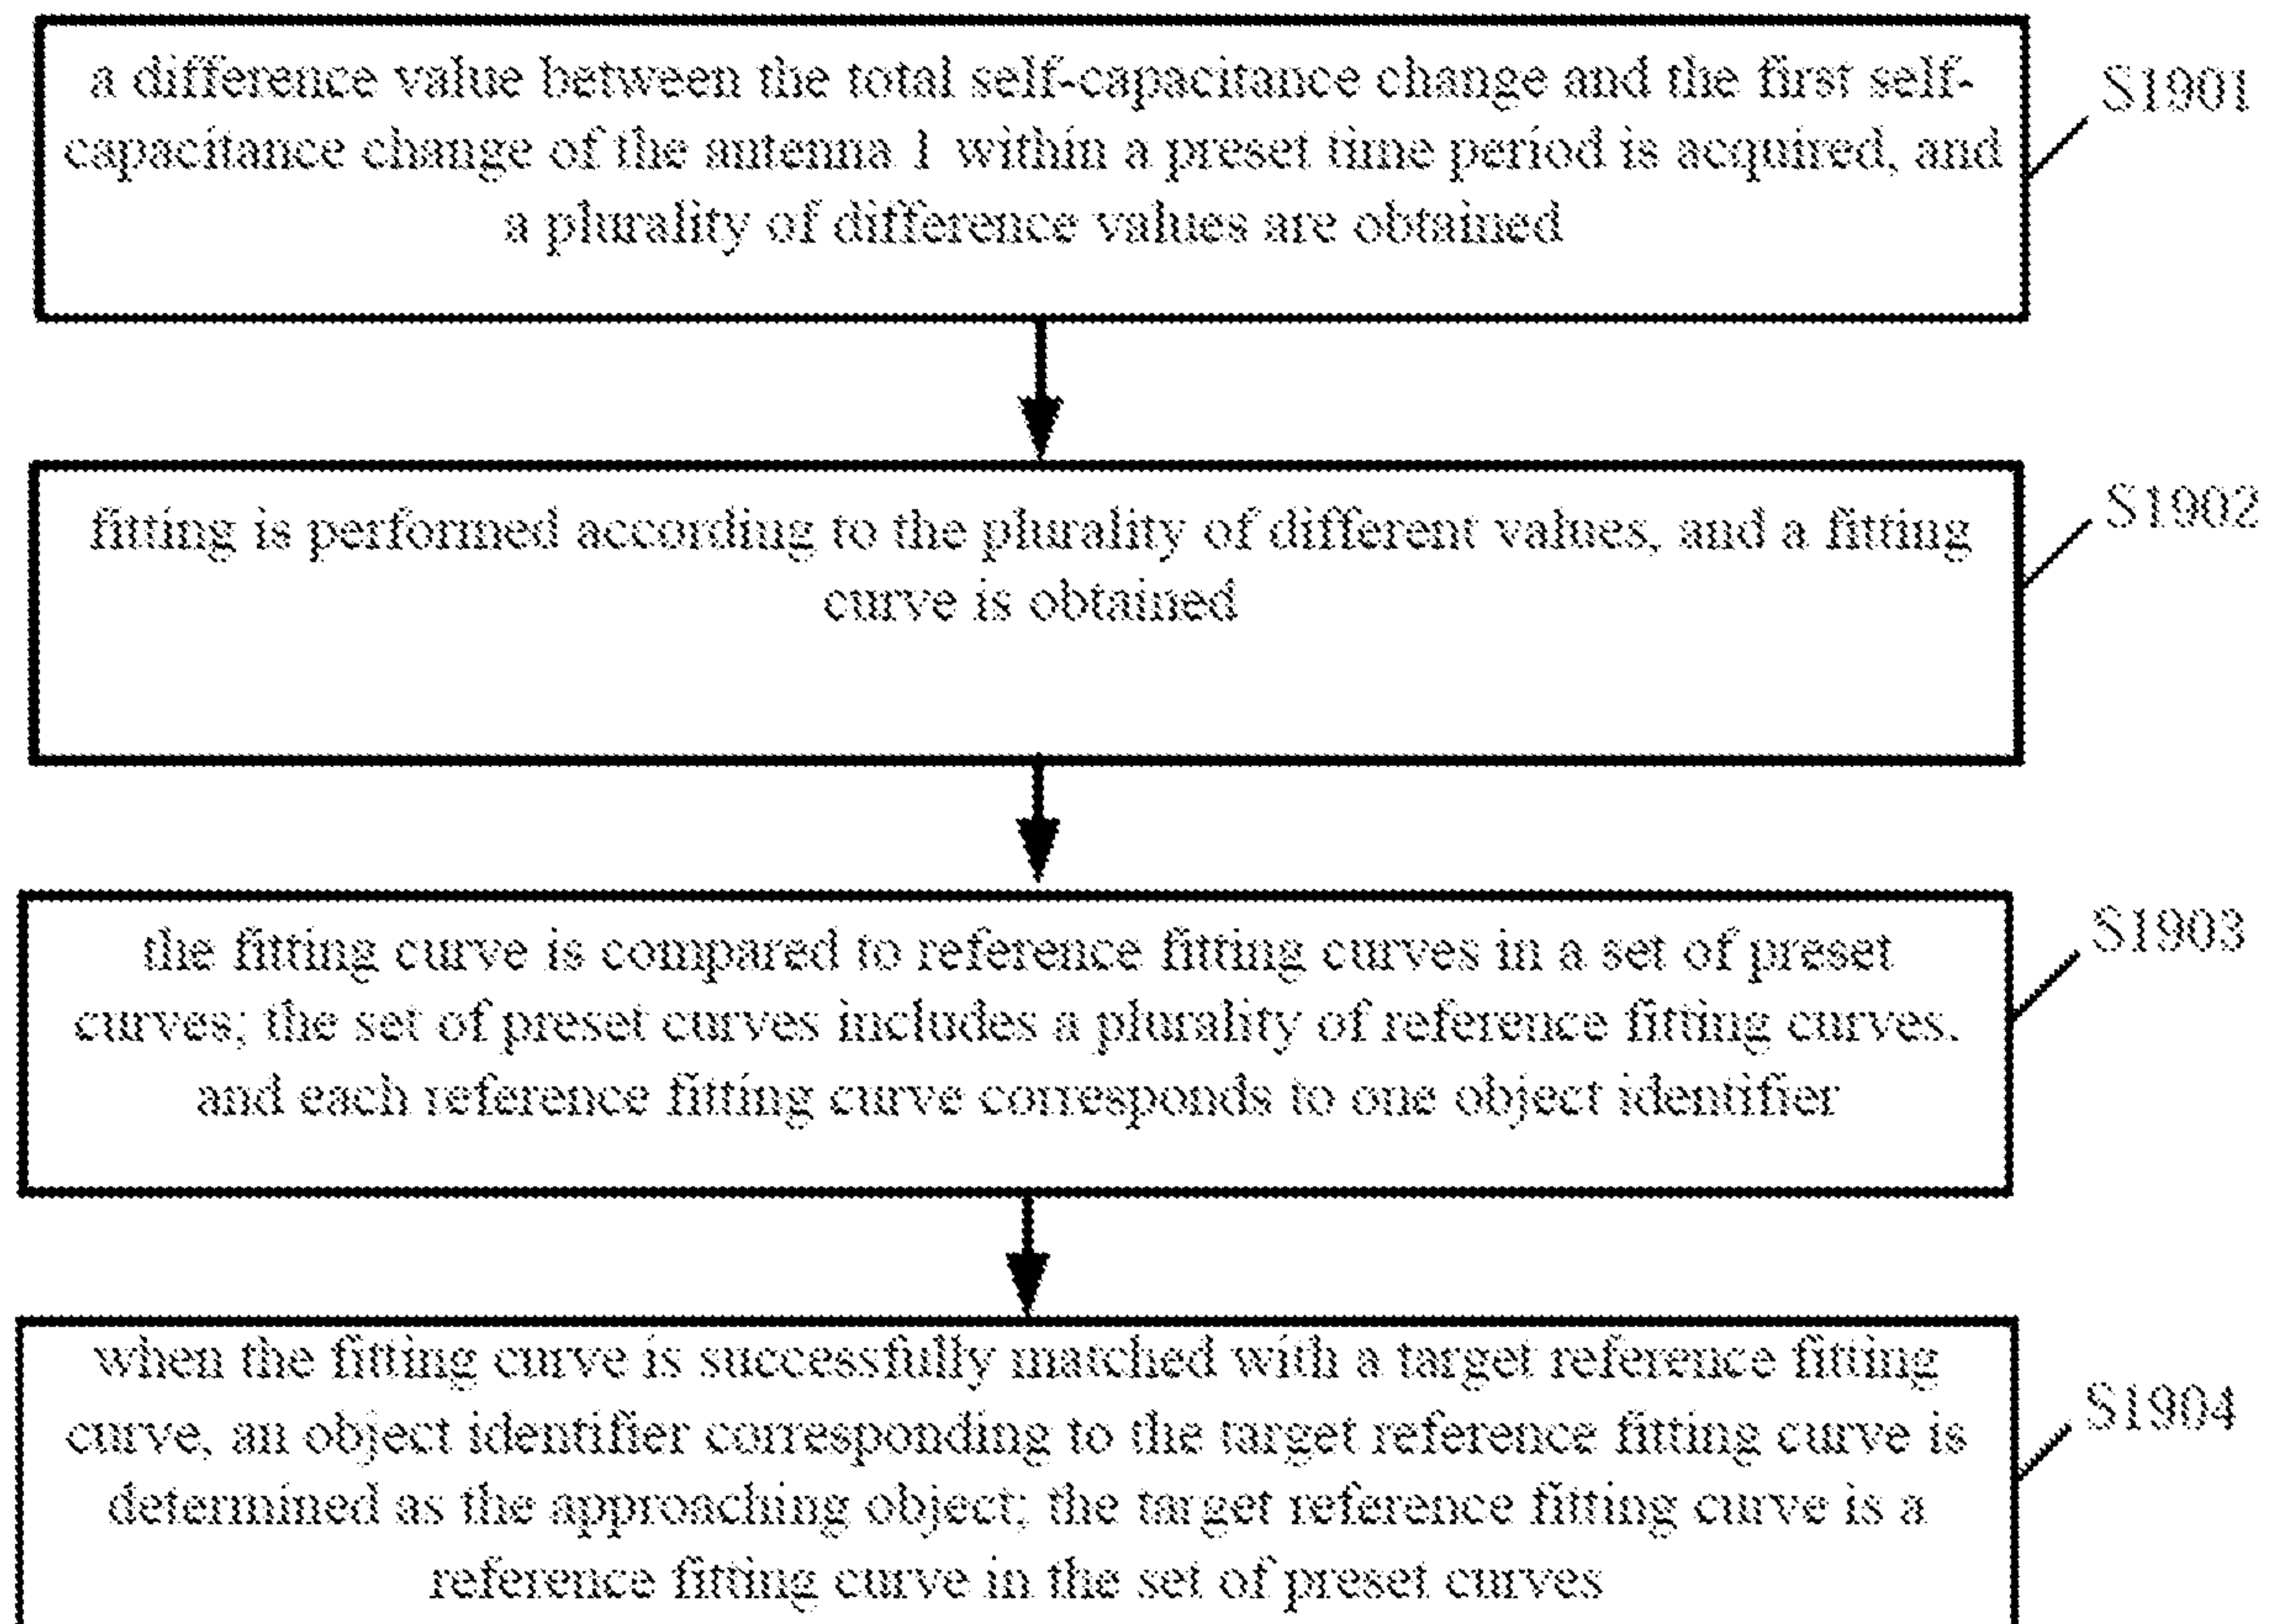 a difference value between the total self-capacitance change and the first self-
capacitance change of the antenna 1 within a preset time period is acquired, and
a plurality of difference values are obtained
S1901
fitting is performed according to the plurality of different values, and a fitting
curve is obtained
S1902
the fitting curve is compared to reference fitting curves in a set of preset
curves; the set of preset curves includes a plurality of reference fitting curves.
and each reference fitting curve corresponds to one object identifier
S1903
when the fitting curve is successfully matched with a target reference fitting
curve, an object identifier corresponding to the target reference fitting curve is
determined as the approaching object; the target reference fitting curve is a
reference fitting curve in the set of preset curves
S1904